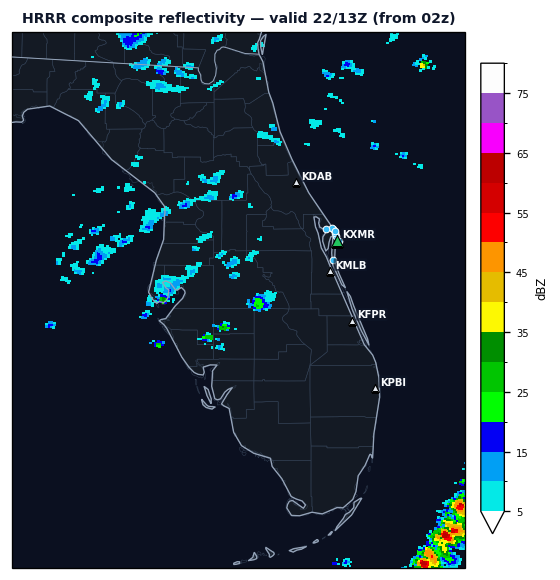 HRRR composite reflectivity — valid 22/13Z (from 02z)
KDAB
KXMR
KMLB
KFPR
KPBI
75
65
55
45
35
25
15
5
dBZ